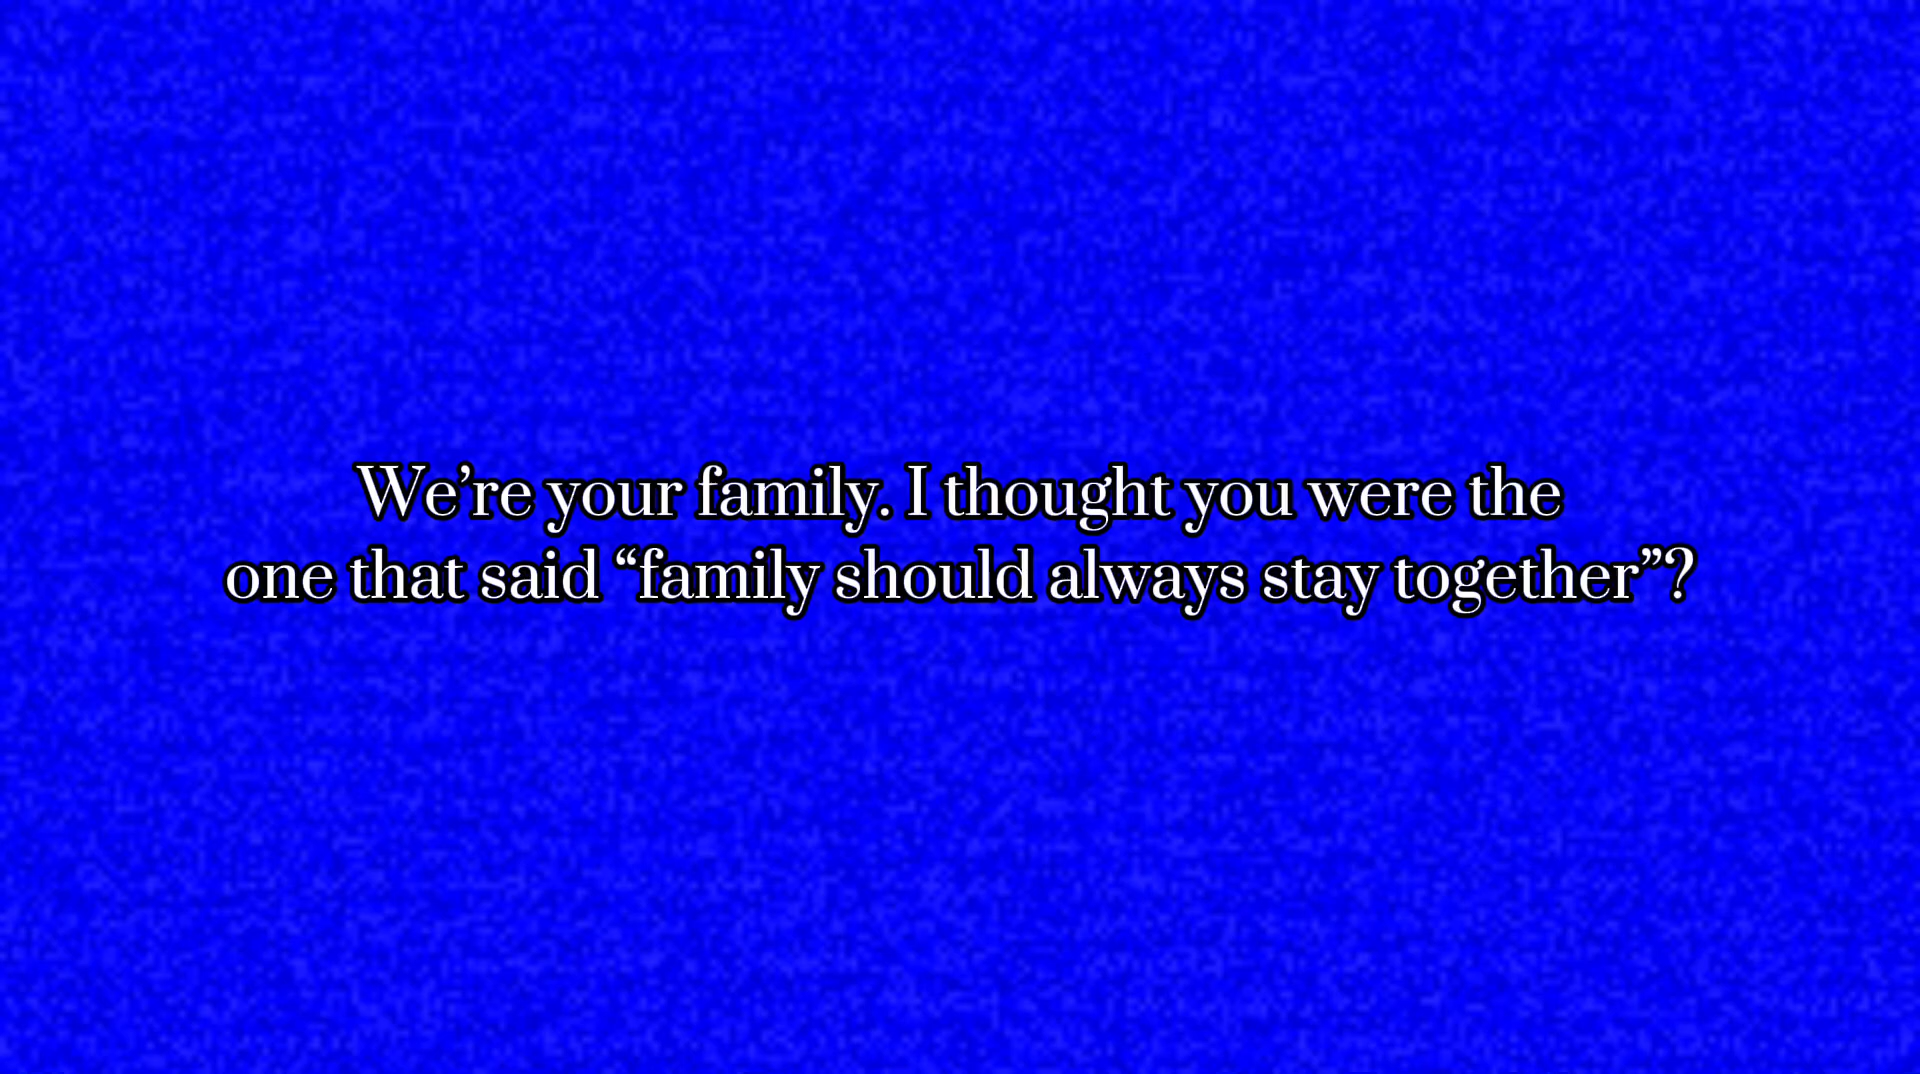 We’re your family. I thought you were the
one that said “family should always stay together”?